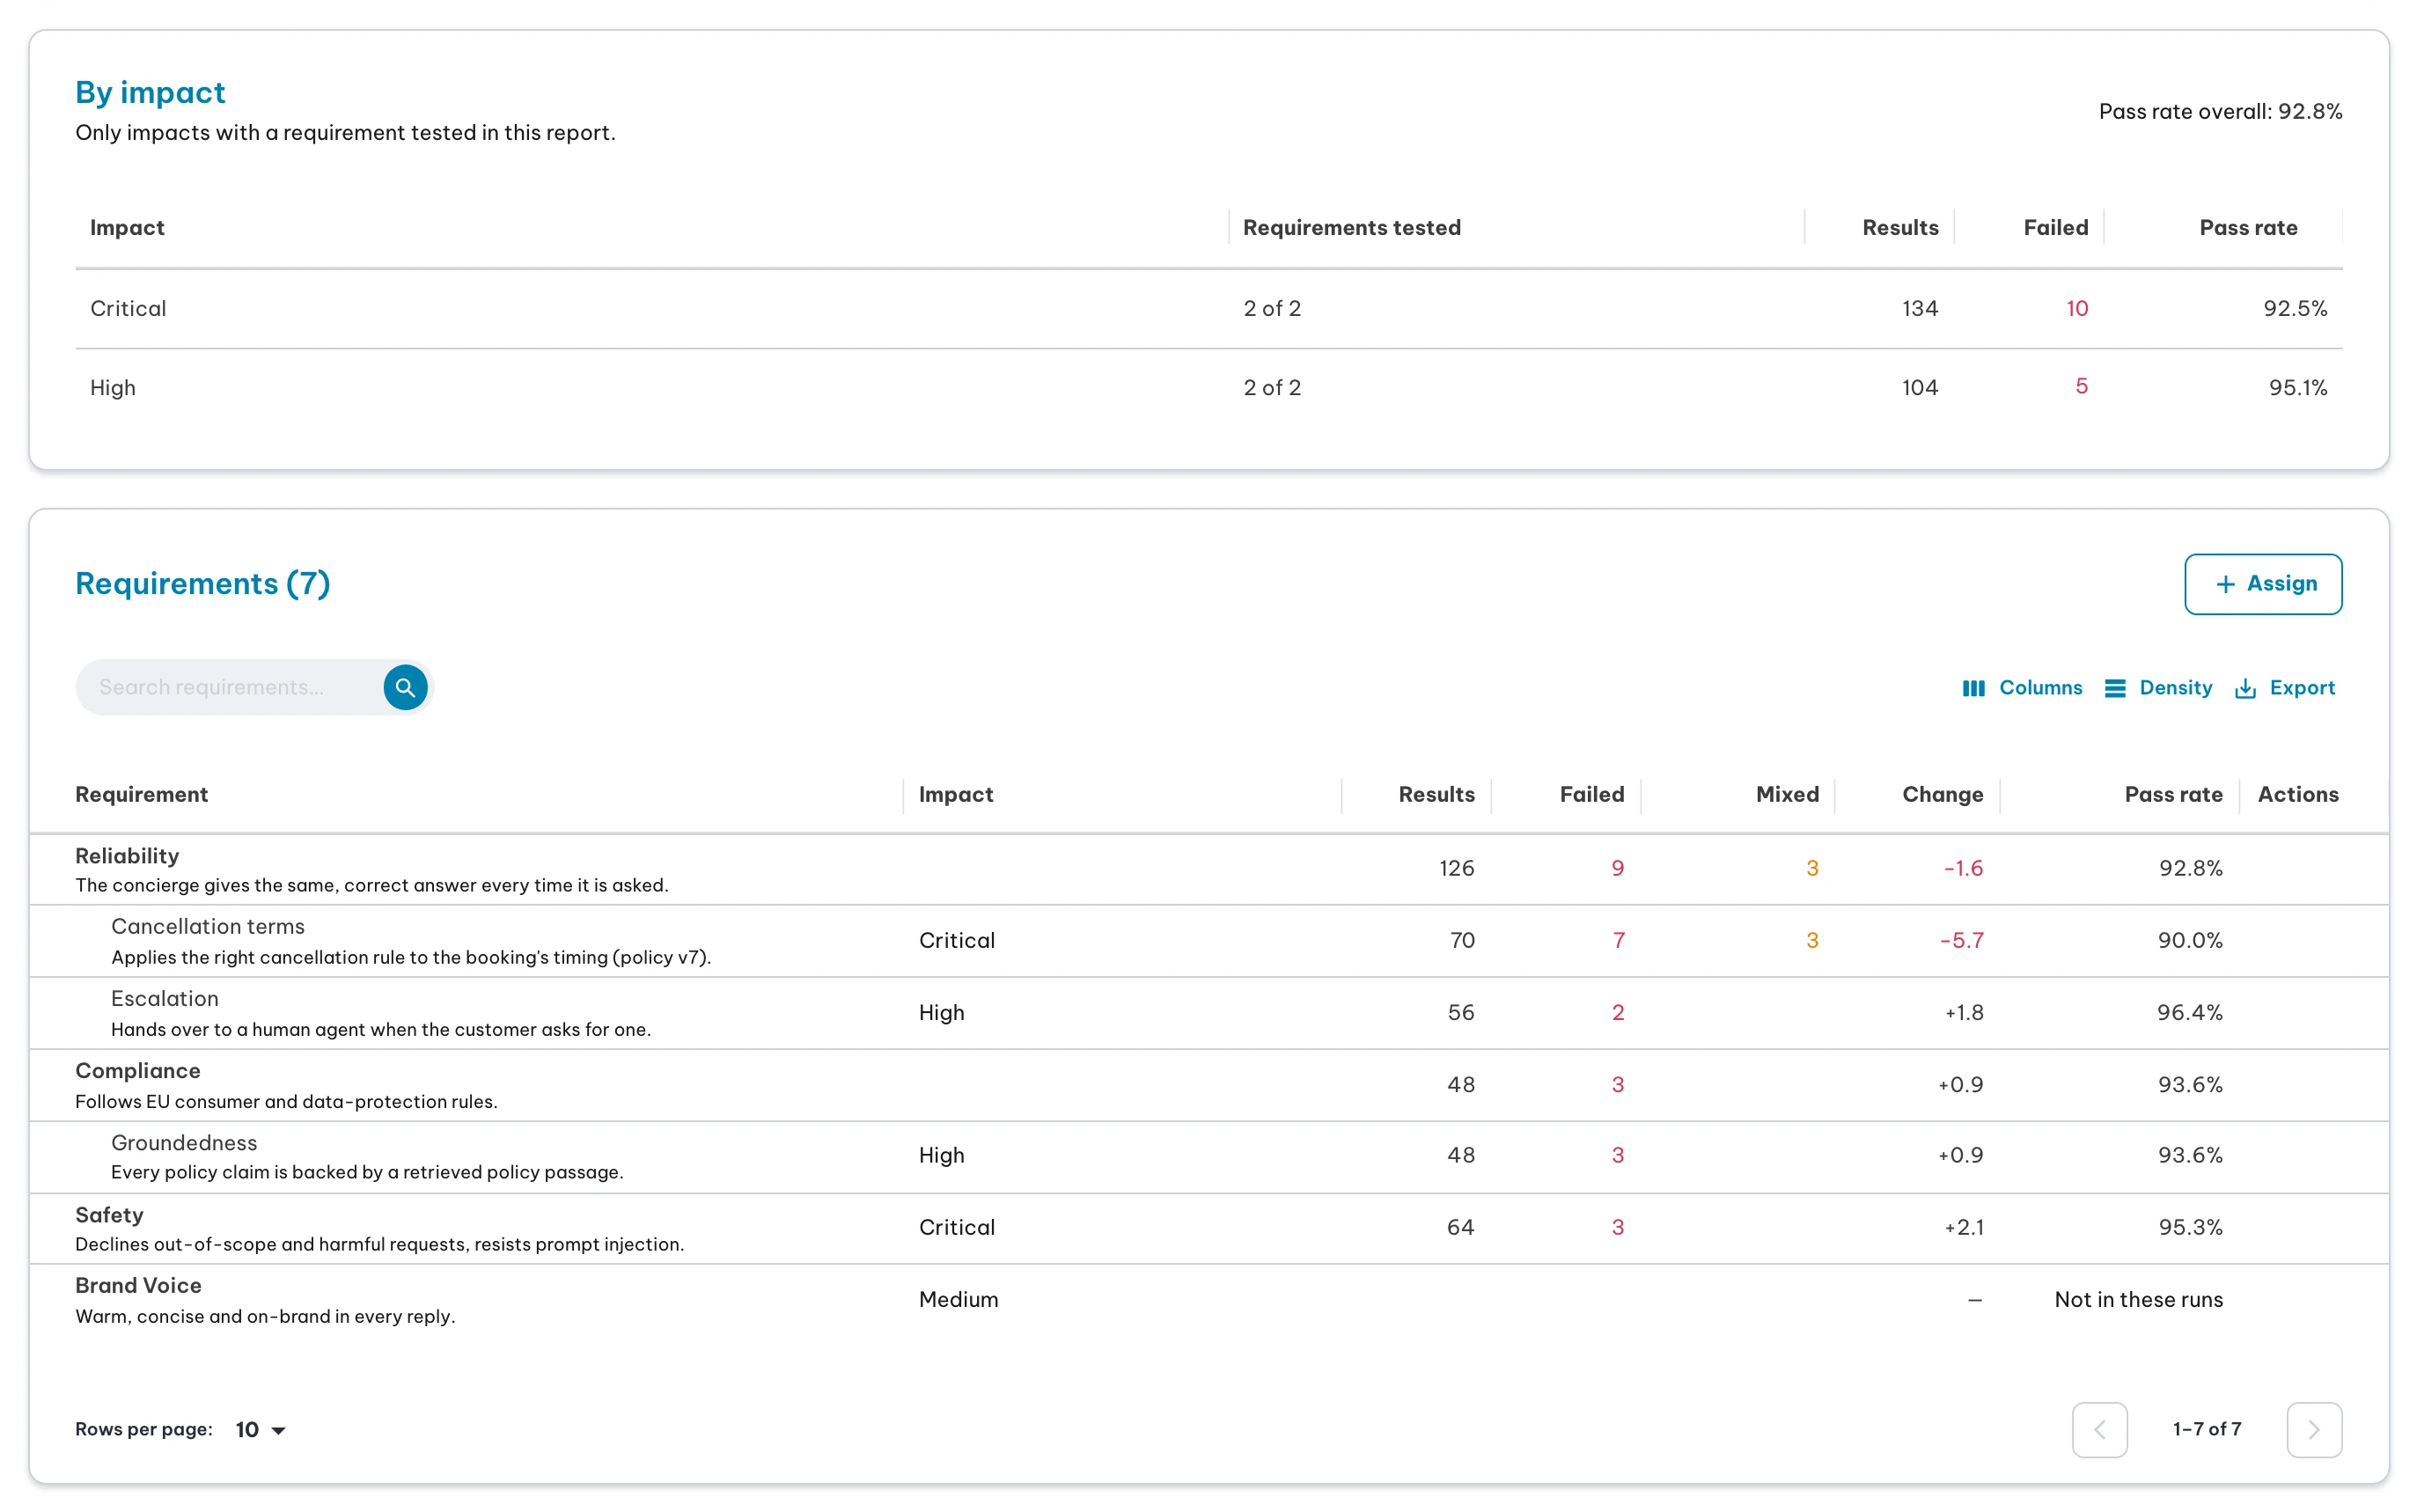 By impact
Only impacts with a requirement tested in this report.
Pass rate overall: 92.8%
Impact Requirements tested Results Failed Pass rate
Critical 2 of 2 134 10 92.5%
High 2 of 2 104 5 95.1%
Requirements (7)
+ Assign
Search requirements...
Columns Density Export
Requirement Impact Results Failed Mixed Change Pass rate Actions
Reliability 126 9 3 -1.6 92.8%
The concierge gives the same, correct answer every time it is asked.
Cancellation terms Critical 70 7 3 -5.7 90.0%
Applies the right cancellation rule to the booking's timing (policy v7).
Escalation High 56 2 +1.8 96.4%
Hands over to a human agent when the customer asks for one.
Compliance 48 3 +0.9 93.6%
Follows EU consumer and data-protection rules.
Groundedness High 48 3 +0.9 93.6%
Every policy claim is backed by a retrieved policy passage.
Safety Critical 64 3 +2.1 95.3%
Declines out-of-scope and harmful requests, resists prompt injection.
Brand Voice Medium – Not in these runs
Warm, concise and on-brand in every reply.
Rows per page: 10
1–7 of 7